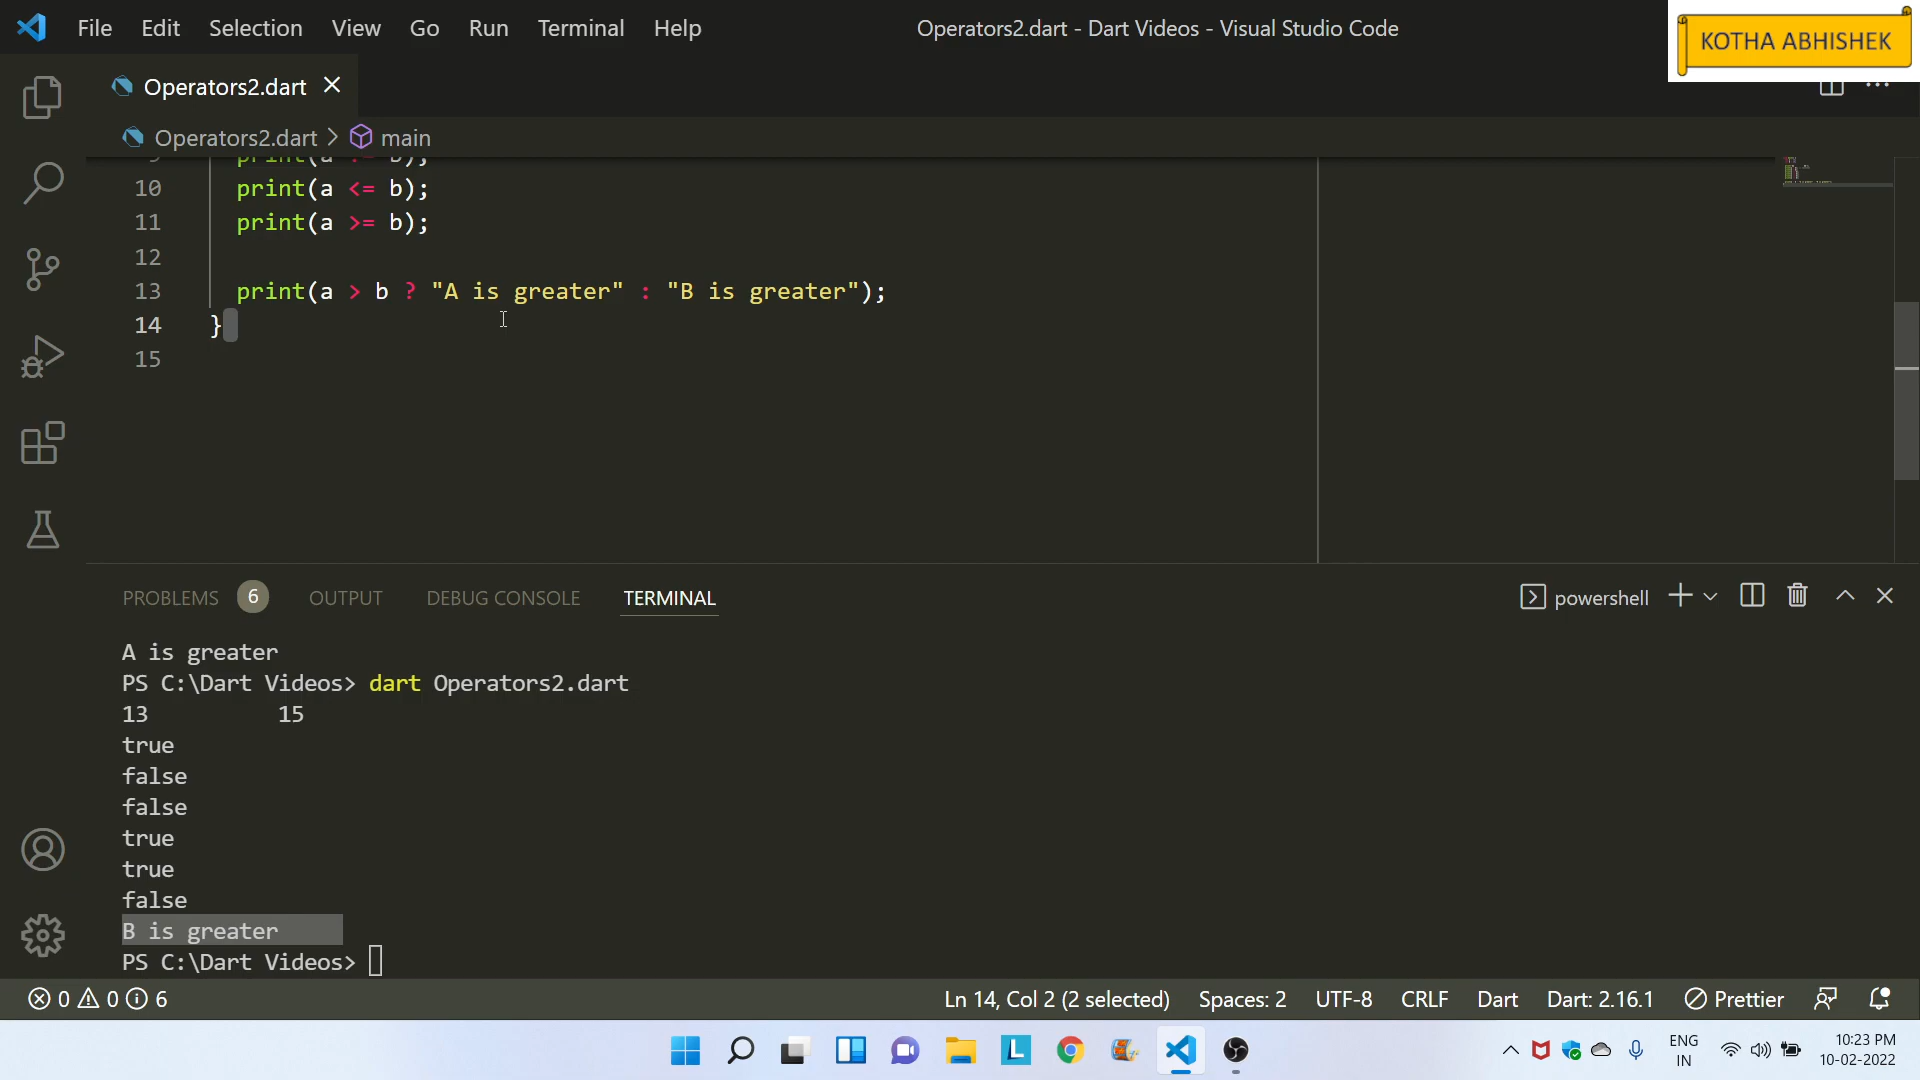 File Edit Selection View Go Run Terminal Help Operators2.dart - Dart Videos - Visual Studio Code
KOTHA ABHISHEK
Operators2.dart
Operators2.dart > main
10 print(a <= b);
11 print(a >= b);
12
13 print(a > b ? "A is greater" : "B is greater");
14 }
15
PROBLEMS 6 OUTPUT DEBUG CONSOLE TERMINAL powershell
A is greater
PS C:\Dart Videos> dart Operators2.dart
13 15
true
false
false
true
true
false
B is greater
PS C:\Dart Videos>
0 0 6 Ln 14, Col 2 (2 selected) Spaces: 2 UTF-8 CRLF Dart Dart: 2.16.1 Prettier
L ENG 10:23 PM
IN 10-02-2022